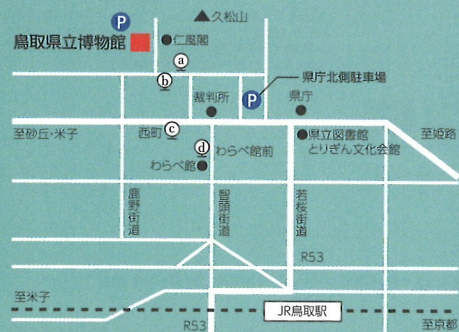 ▲久松山
P
鳥取県立博物館
仁風閣
a
b
県庁北側駐車場
P
裁判所
県庁
至砂丘・米子
西町
c
県立図書館
とりぎん文化会館
至姫路
d
わらべ館前
わらべ館
鹿野街道
智頭街道
若桜街道
R53
至米子
JR鳥取駅
R53
至京都